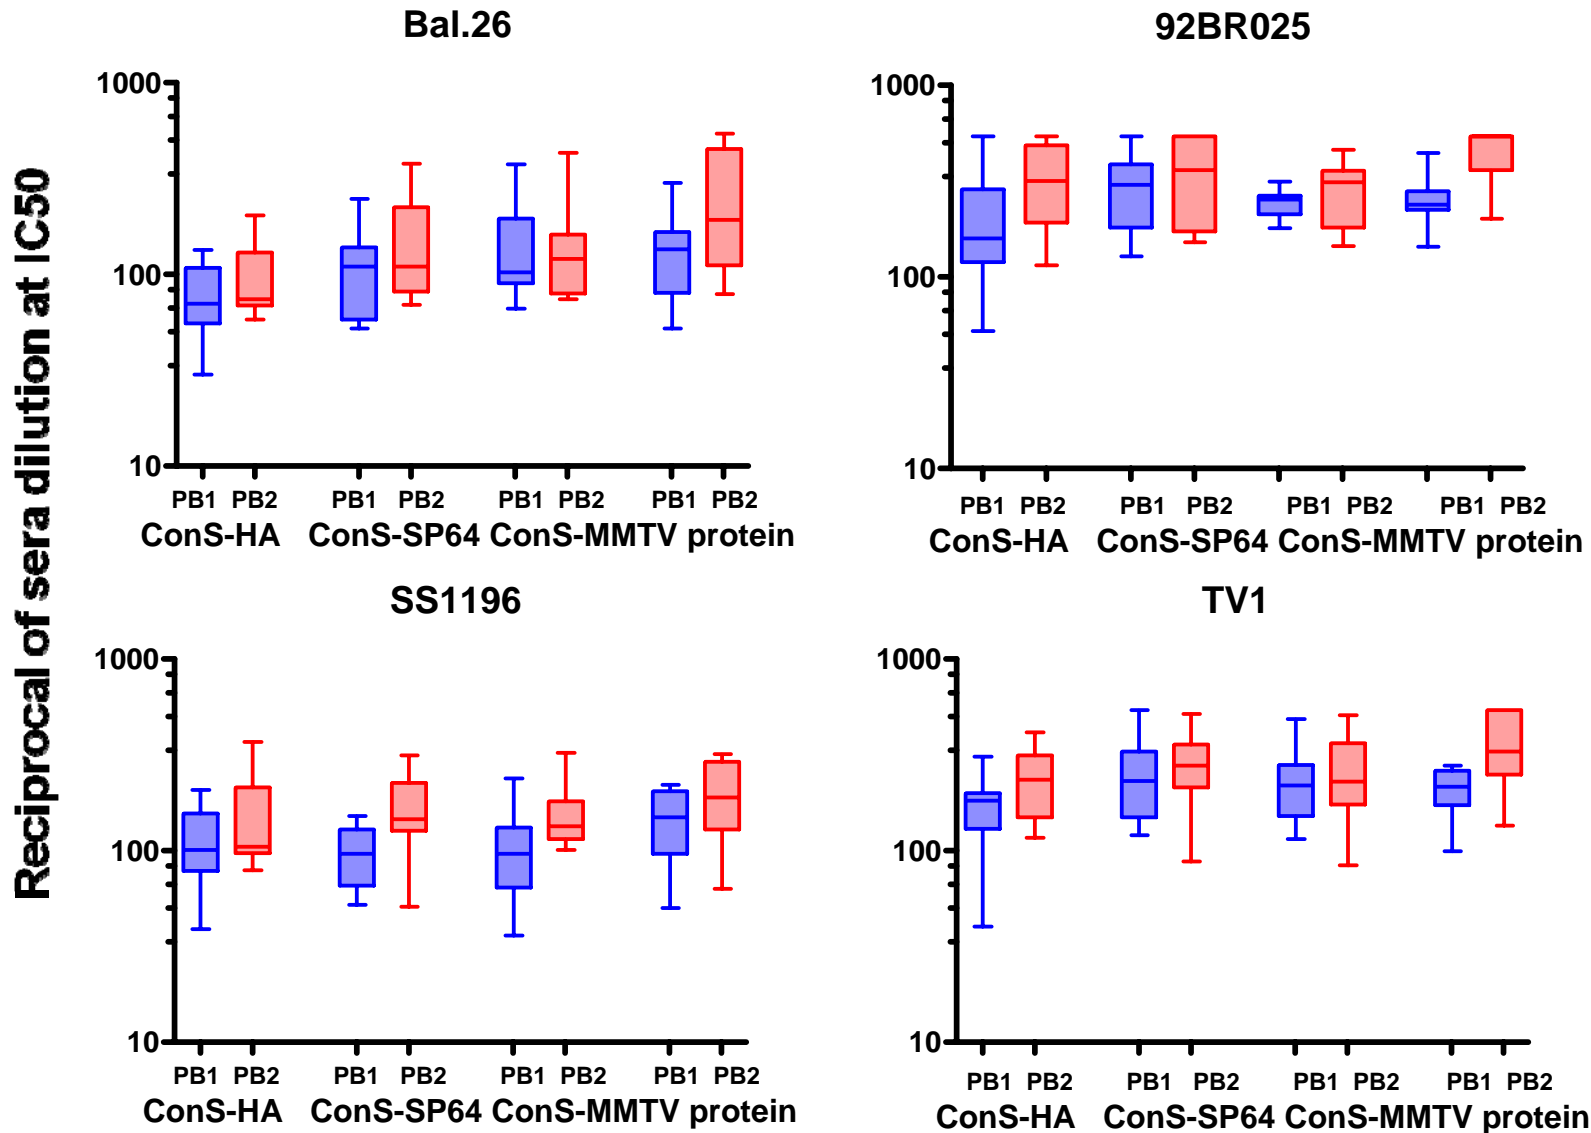 Reciprocal of sera dilution at IC50
Bal.26
1000
100
10
PB1 PB2 PB1 PB2 PB1 PB2 PB1 PB2
ConS-HA ConS-SP64 ConS-MMTV protein
92BR025
1000
100
10
PB1 PB2 PB1 PB2 PB1 PB2 PB1 PB2
ConS-HA ConS-SP64 ConS-MMTV protein
SS1196
1000
100
10
PB1 PB2 PB1 PB2 PB1 PB2 PB1 PB2
ConS-HA ConS-SP64 ConS-MMTV protein
TV1
1000
100
10
PB1 PB2 PB1 PB2 PB1 PB2 PB1 PB2
ConS-HA ConS-SP64 ConS-MMTV protein